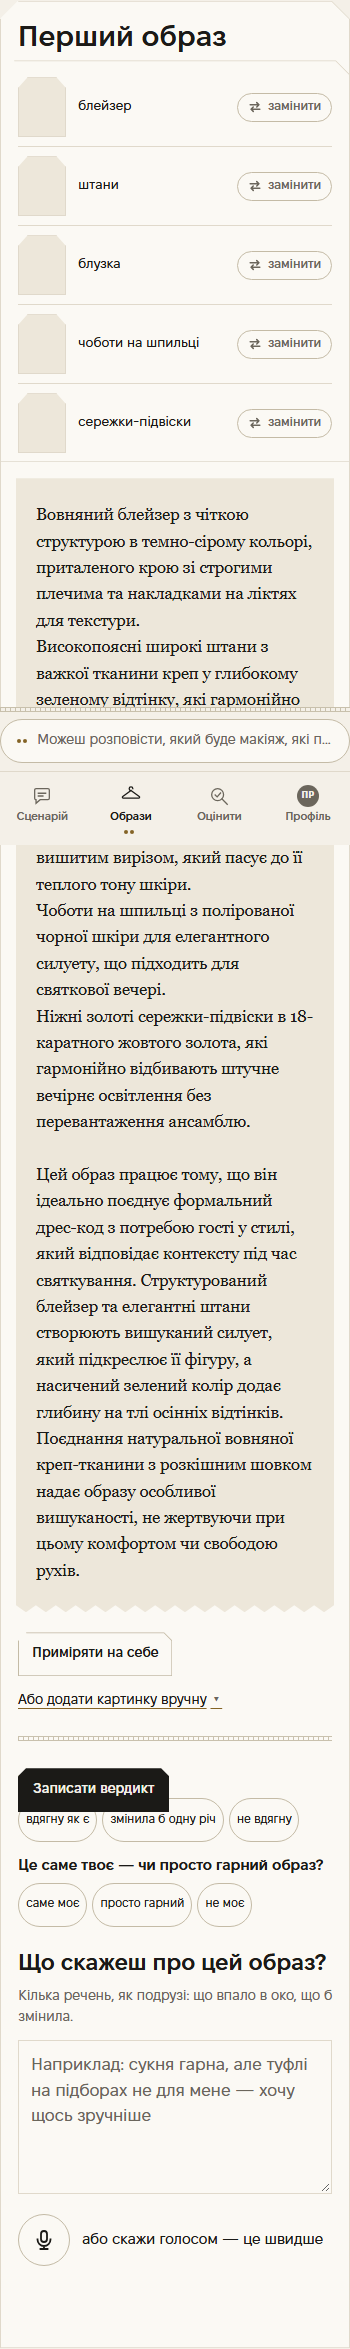 Перший образ
блейзер
замінити
штани
замінити
блузка
замінити
чоботи на шпильці
замінити
сережки-підвіски
замінити
Вовняний блейзер з чіткою
структурою в темно-сірому кольорі,
приталеного крою зі строгими
плечима та накладками на ліктях
для текстури.
Високопоясні широкі штани з
важкої тканини креп у глибокому
зеленому відтінку, які гармонійно
Можеш розповісти, який буде макіяж, які п...
Сценарій
Образи
Оцінити
ПР
Профіль
вишитим вирізом, який пасує до її
теплого тону шкіри.
Чоботи на шпильці з полірованої
чорної шкіри для елегантного
силуету, що підходить для
святкової вечері.
Ніжні золоті сережки-підвіски в 18-
каратного жовтого золота, які
гармонійно відбивають штучне
вечірнє освітлення без
перевантаження ансамблю.
Цей образ працює тому, що він
ідеально поєднує формальний
дрес-код з потребою гості у стилі,
який відповідає контексту під час
святкування. Структурований
блейзер та елегантні штани
створюють вишуканий силует,
який підкреслює її фігуру, а
насичений зелений колір додає
глибину на тлі осінніх відтінків.
Поєднання натуральної вовняної
креп-тканини з розкішним шовком
надає образу особливої
вишуканості, не жертвуючи при
цьому комфортом чи свободою
рухів.
Приміряти на себе
Або додати картинку вручну
Записати вердикт
вдягну як є
змінила б одну річ
не вдягну
Це саме твоє — чи просто гарний образ?
саме моє
просто гарний
не моє
Що скажеш про цей образ?
Кілька речень, як подрузі: що впало в око, що б
змінила.
Наприклад: сукня гарна, але туфлі
на підборах не для мене — хочу
щось зручніше
або скажи голосом — це швидше